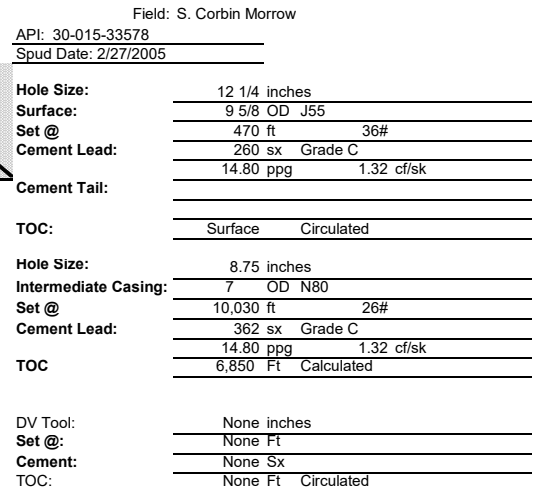 Field: S. Corbin Morrow
API: 30-015-33578
Spud Date: 2/27/2005
Hole Size: 12 1/4 inches
Surface: 9 5/8 OD J55
Set @ 470 ft 36#
Cement Lead: 260 sx Grade C
14.80 ppg 1.32 cf/sk
Cement Tail:
TOC: Surface Circulated
Hole Size: 8.75 inches
Intermediate Casing: 7 OD N80
Set @ 10,030 ft 26#
Cement Lead: 362 sx Grade C
14.80 ppg 1.32 cf/sk
TOC 6,850 Ft Calculated
DV Tool: None inches
Set @: None Ft
Cement: None Sx
TOC: None Ft Circulated